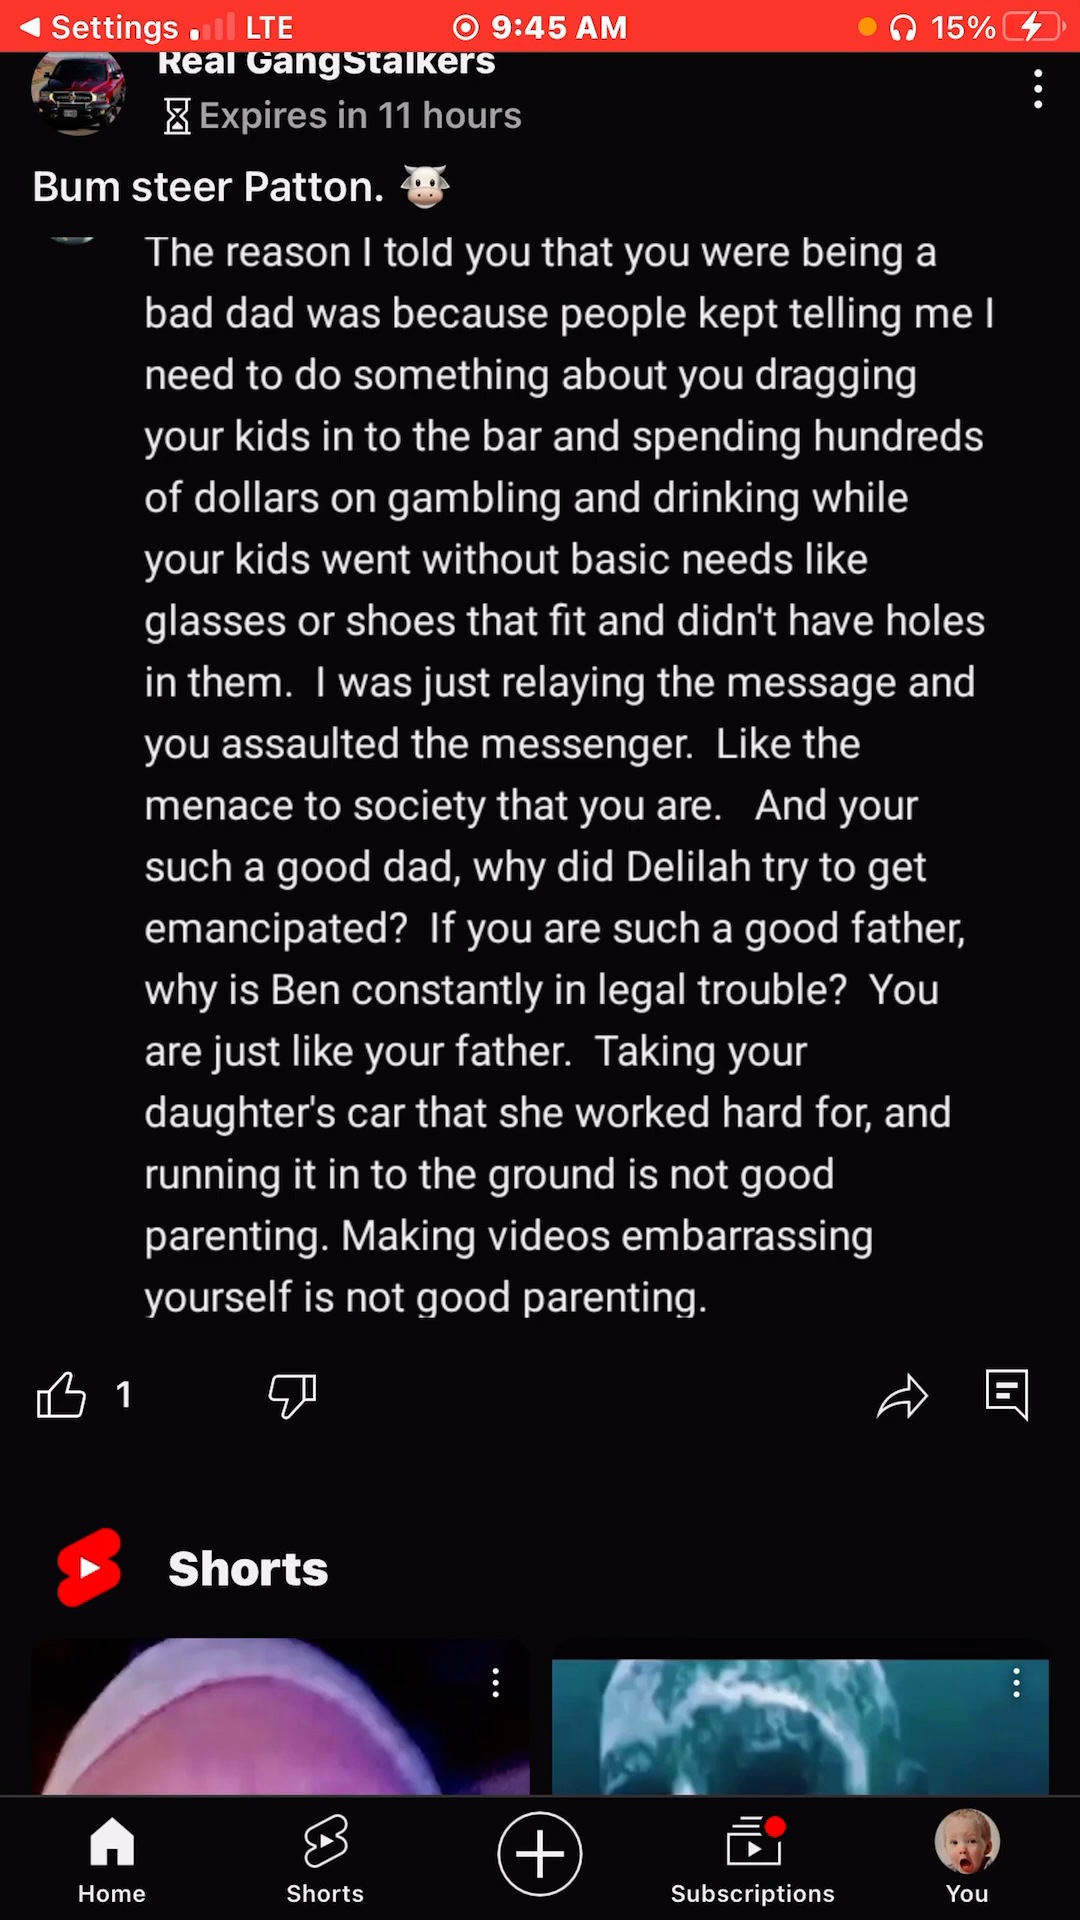 Settings LTE 9:45 AM 15%
Real GangStalkers
Expires in 11 hours
Bum steer Patton. 🐮
The reason I told you that you were being a
bad dad was because people kept telling me I
need to do something about you dragging
your kids in to the bar and spending hundreds
of dollars on gambling and drinking while
your kids went without basic needs like
glasses or shoes that fit and didn't have holes
in them.  I was just relaying the message and
you assaulted the messenger.  Like the
menace to society that you are.   And your
such a good dad, why did Delilah try to get
emancipated?  If you are such a good father,
why is Ben constantly in legal trouble?  You
are just like your father.  Taking your
daughter's car that she worked hard for, and
running it in to the ground is not good
parenting. Making videos embarrassing
yourself is not good parenting.
1
Shorts
Home Shorts Subscriptions You